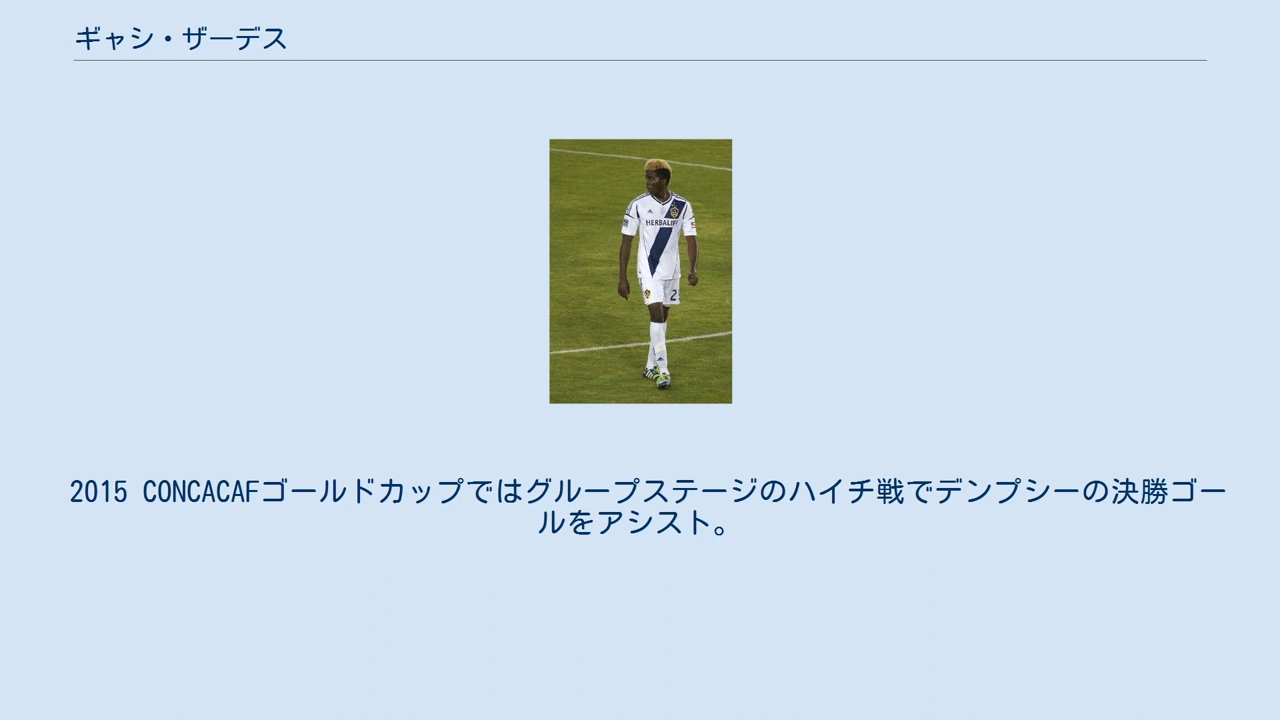 ギャシ・ザーデス
HERBALIFE
2
2015 CONCACAFゴールドカップではグループステージのハイチ戦でデンプシーの決勝ゴー
ルをアシスト。